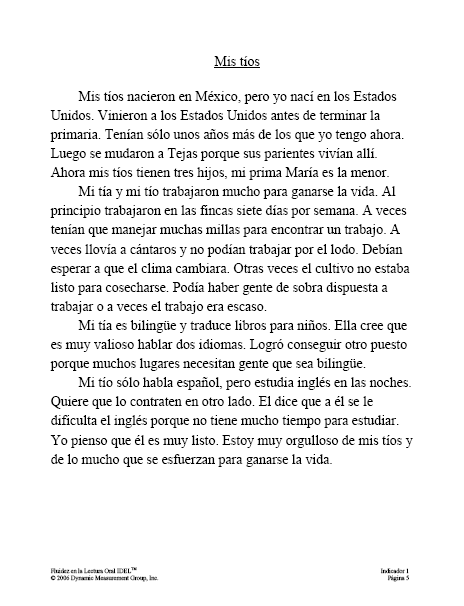 Mis tíos
Mis tíos nacieron en México, pero yo nací en los Estados
Unidos. Vinieron a los Estados Unidos antes de terminar la
primaria. Tenían sólo unos años más de los que yo tengo ahora.
Luego se mudaron a Tejas porque sus parientes vivían allí.
Ahora mis tíos tienen tres hijos, mi prima María es la menor.
Mi tía y mi tío trabajaron mucho para ganarse la vida. Al
principio trabajaron en las fincas siete días por semana. A veces
tenían que manejar muchas millas para encontrar un trabajo. A
veces llovía a cántaros y no podían trabajar por el lodo. Debían
esperar a que el clima cambiara. Otras veces el cultivo no estaba
listo para cosecharse. Podía haber gente de sobra dispuesta a
trabajar o a veces el trabajo era escaso.
Mi tía es bilingüe y traduce libros para niños. Ella cree que
es muy valioso hablar dos idiomas. Logró conseguir otro puesto
porque muchos lugares necesitan gente que sea bilingüe.
Mi tío sólo habla español, pero estudia inglés en las noches.
Quiere que lo contraten en otro lado. El dice que a él se le
dificulta el inglés porque no tiene mucho tiempo para estudiar.
Yo pienso que él es muy listo. Estoy muy orgulloso de mis tíos y
de lo mucho que se esfuerzan para ganarse la vida.
Fluidez en la Lectura Oral IDEL™ Indicador 1
© 2006 Dynamic Measurement Group, Inc. Página 5